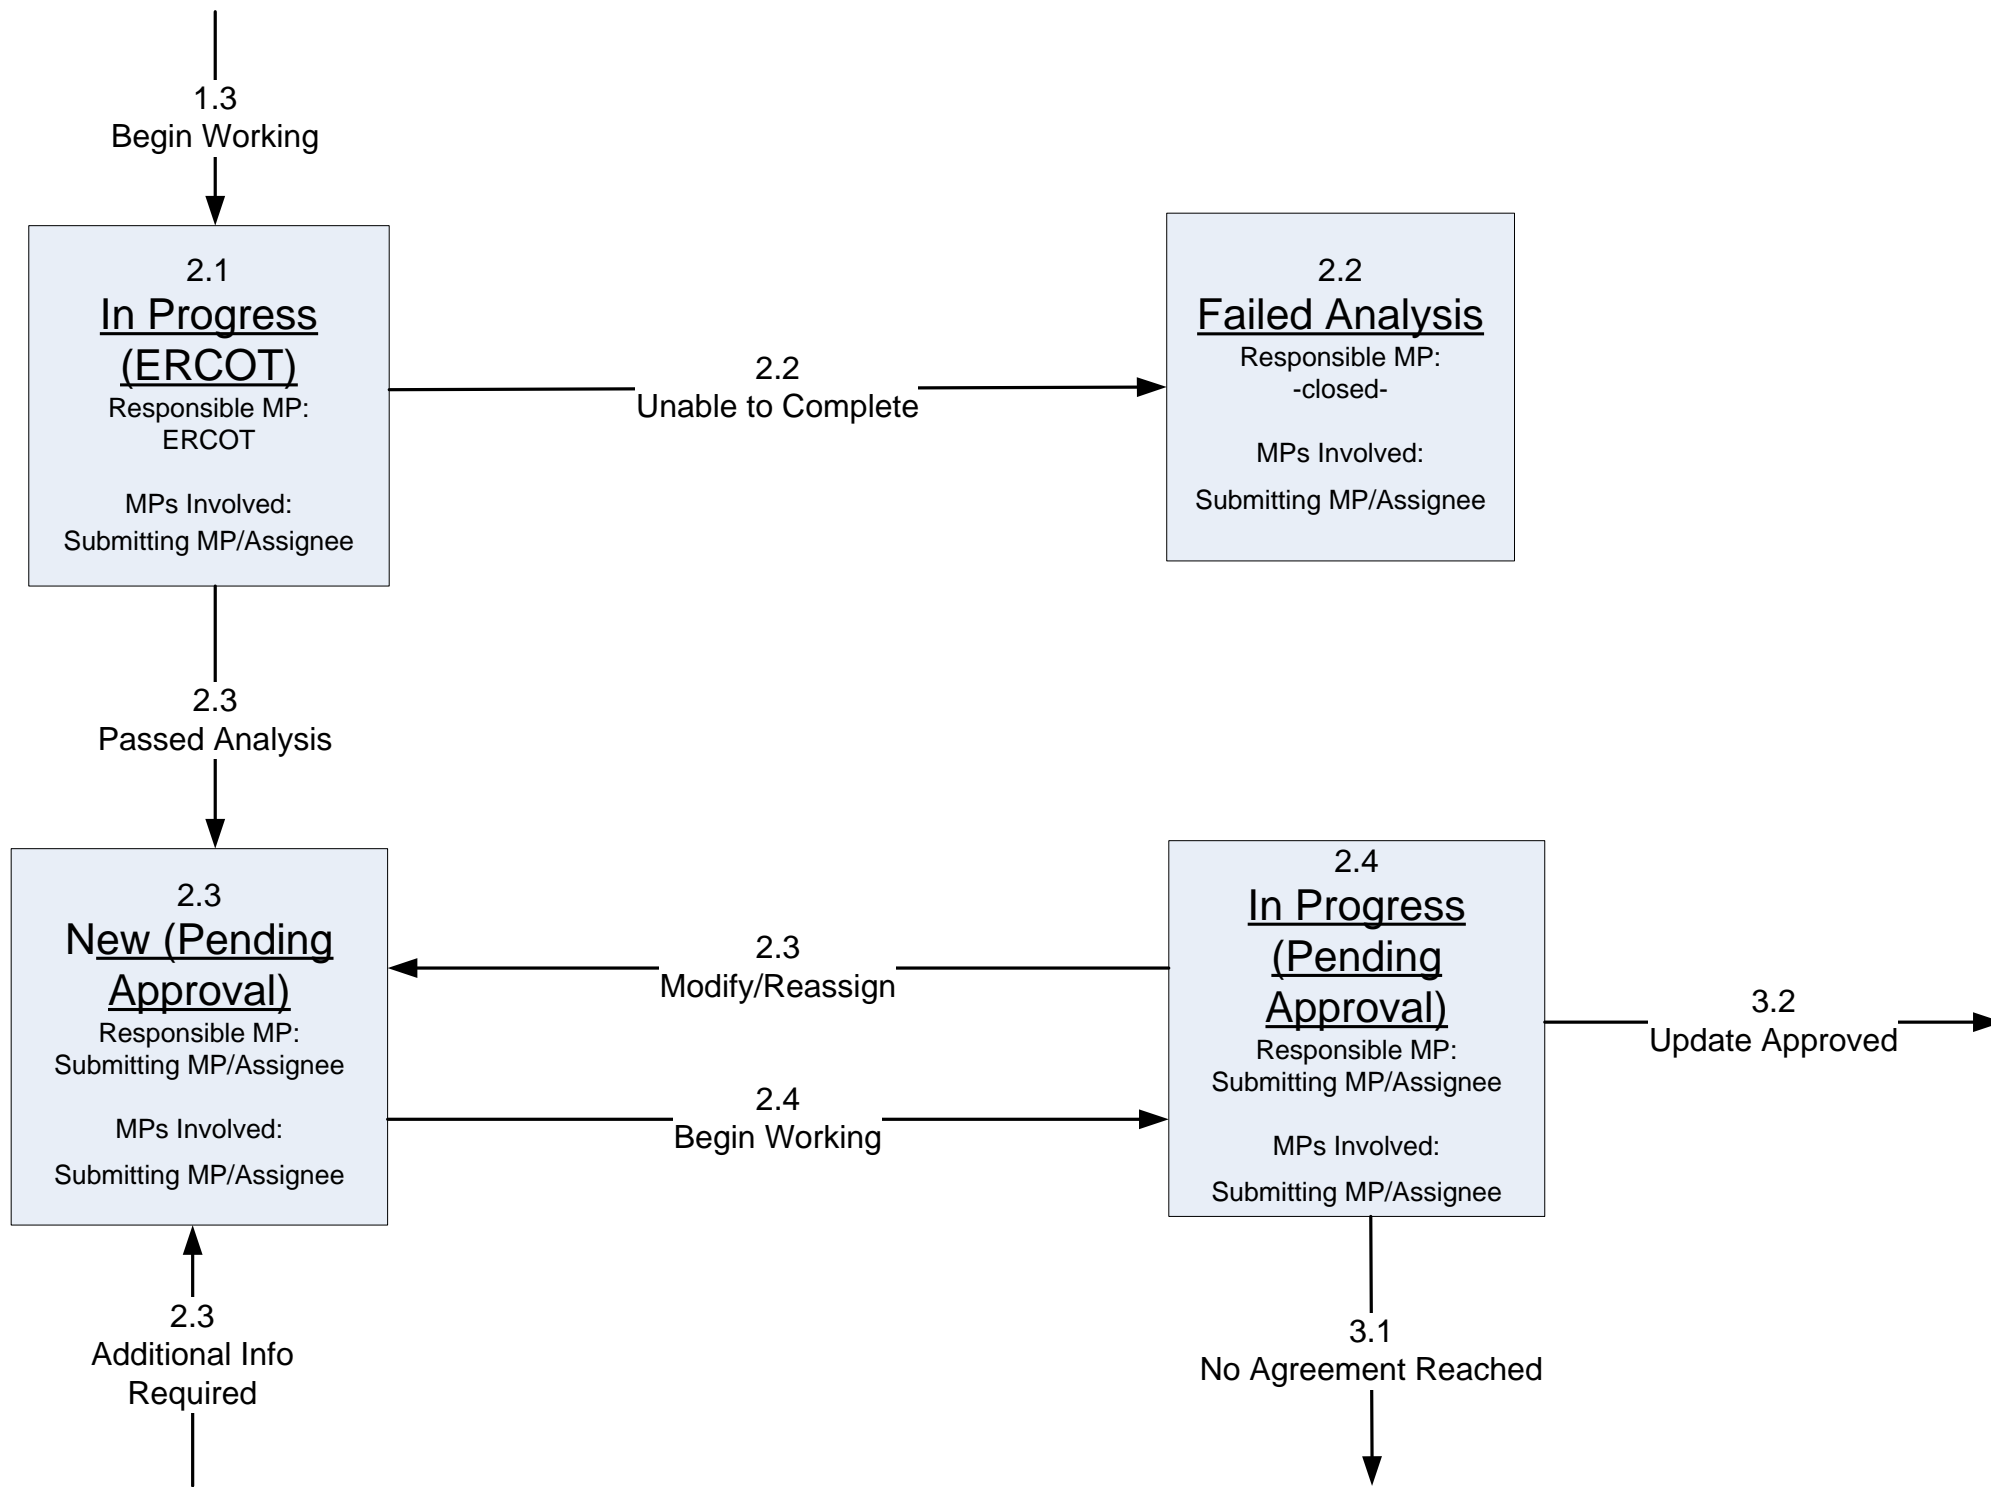 1.3
Begin Working
2.1
In Progress
(ERCOT)
Responsible MP:
ERCOT
MPs Involved:
Submitting MP/Assignee
2.2
Unable to Complete
2.2
Failed Analysis
Responsible MP:
-closed-
MPs Involved:
Submitting MP/Assignee
2.3
Passed Analysis
2.3
New (Pending
Approval)
Responsible MP:
Submitting MP/Assignee
MPs Involved:
Submitting MP/Assignee
2.3
Modify/Reassign
2.4
Begin Working
2.4
In Progress
(Pending
Approval)
Responsible MP:
Submitting MP/Assignee
MPs Involved:
Submitting MP/Assignee
3.2
Update Approved
2.3
Additional Info
Required
3.1
No Agreement Reached